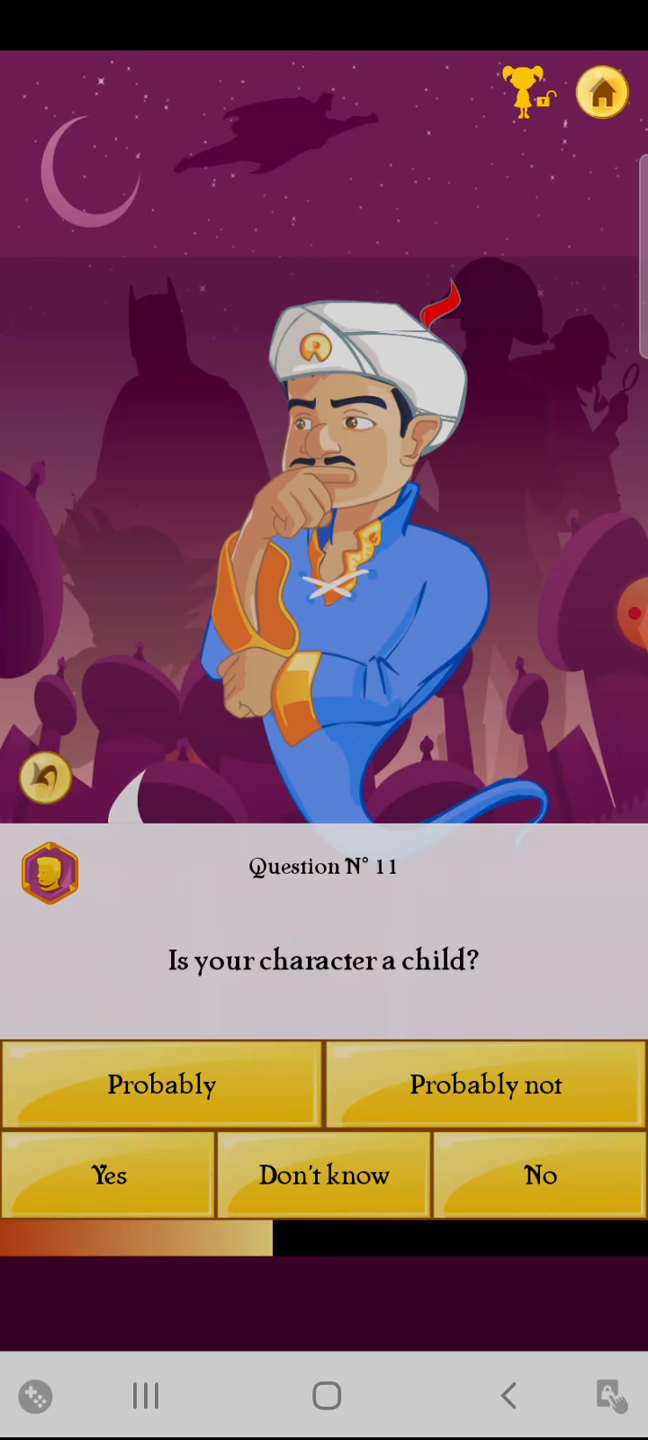 Question N° 11
Is your character a child?
Probably
Probably not
Yes
Don't know
No